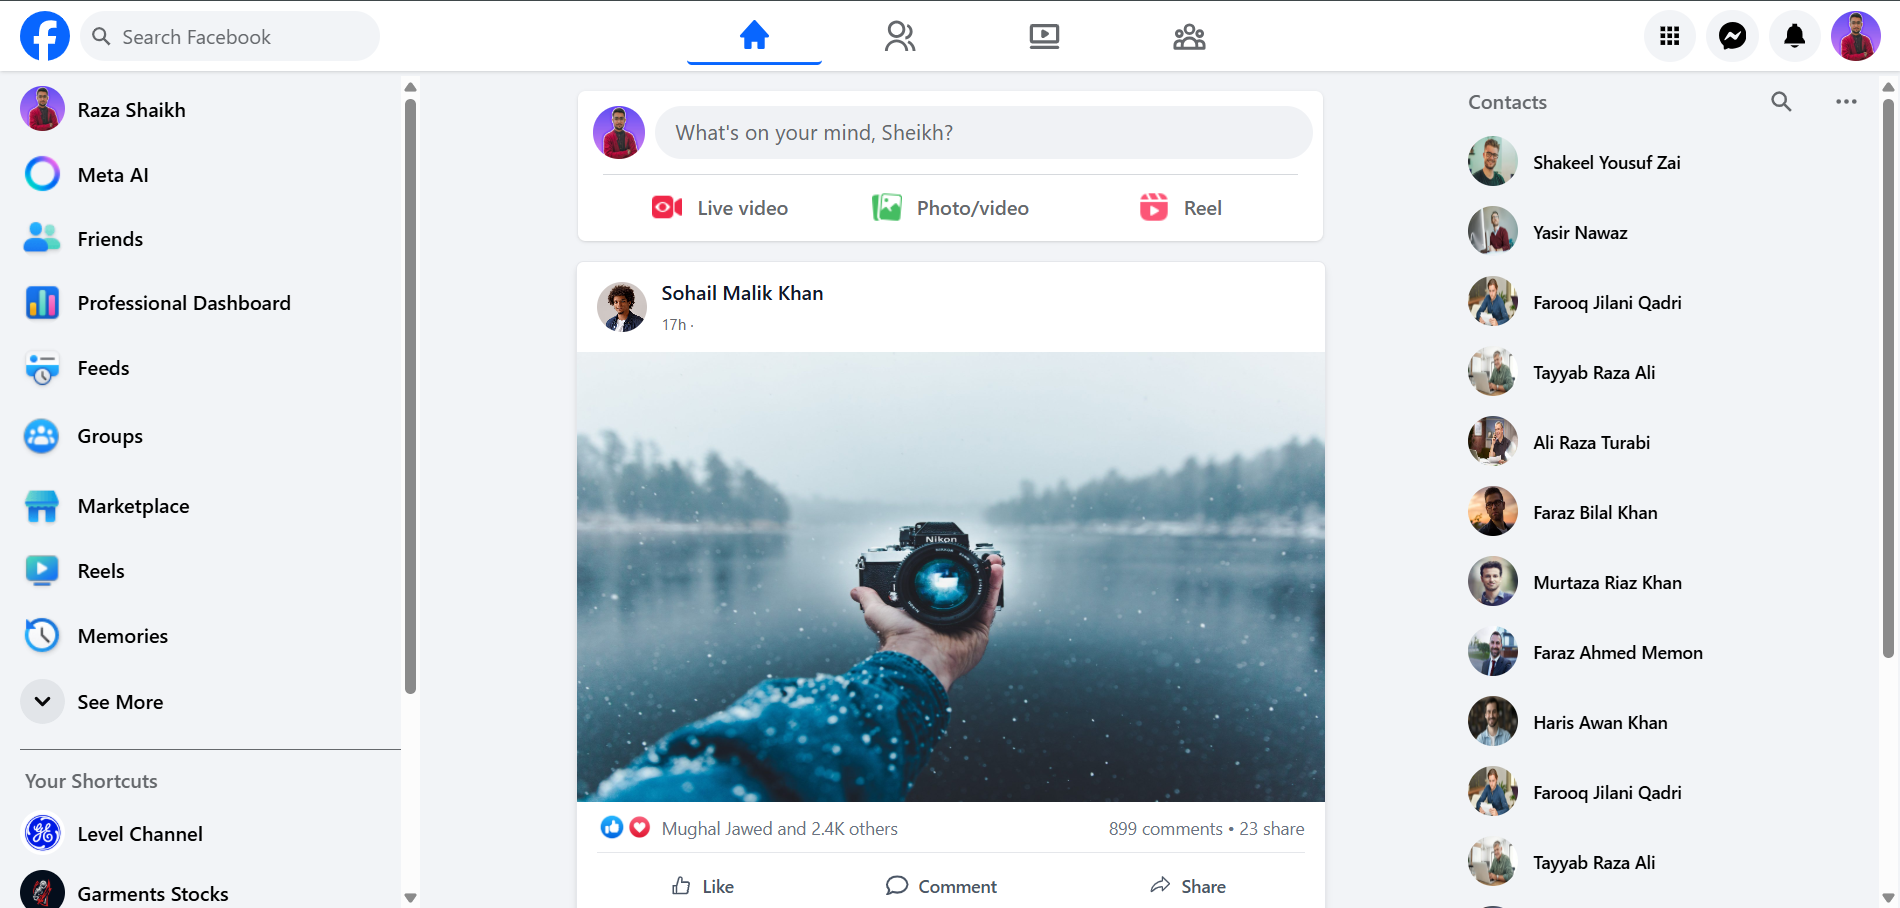 Search Facebook
Raza Shaikh
Meta AI
Friends
Professional Dashboard
Feeds
Groups
Marketplace
Reels
Memories
See More
Your Shortcuts
Level Channel
Garments Stocks
What's on your mind, Sheikh?
Live video
Photo/video
Reel
Sohail Malik Khan
17h ·
Nikon
Mughal Jawed and 2.4K others
899 comments • 23 share
Like
Comment
Share
Contacts
Shakeel Yousuf Zai
Yasir Nawaz
Farooq Jilani Qadri
Tayyab Raza Ali
Ali Raza Turabi
Faraz Bilal Khan
Murtaza Riaz Khan
Faraz Ahmed Memon
Haris Awan Khan
Farooq Jilani Qadri
Tayyab Raza Ali